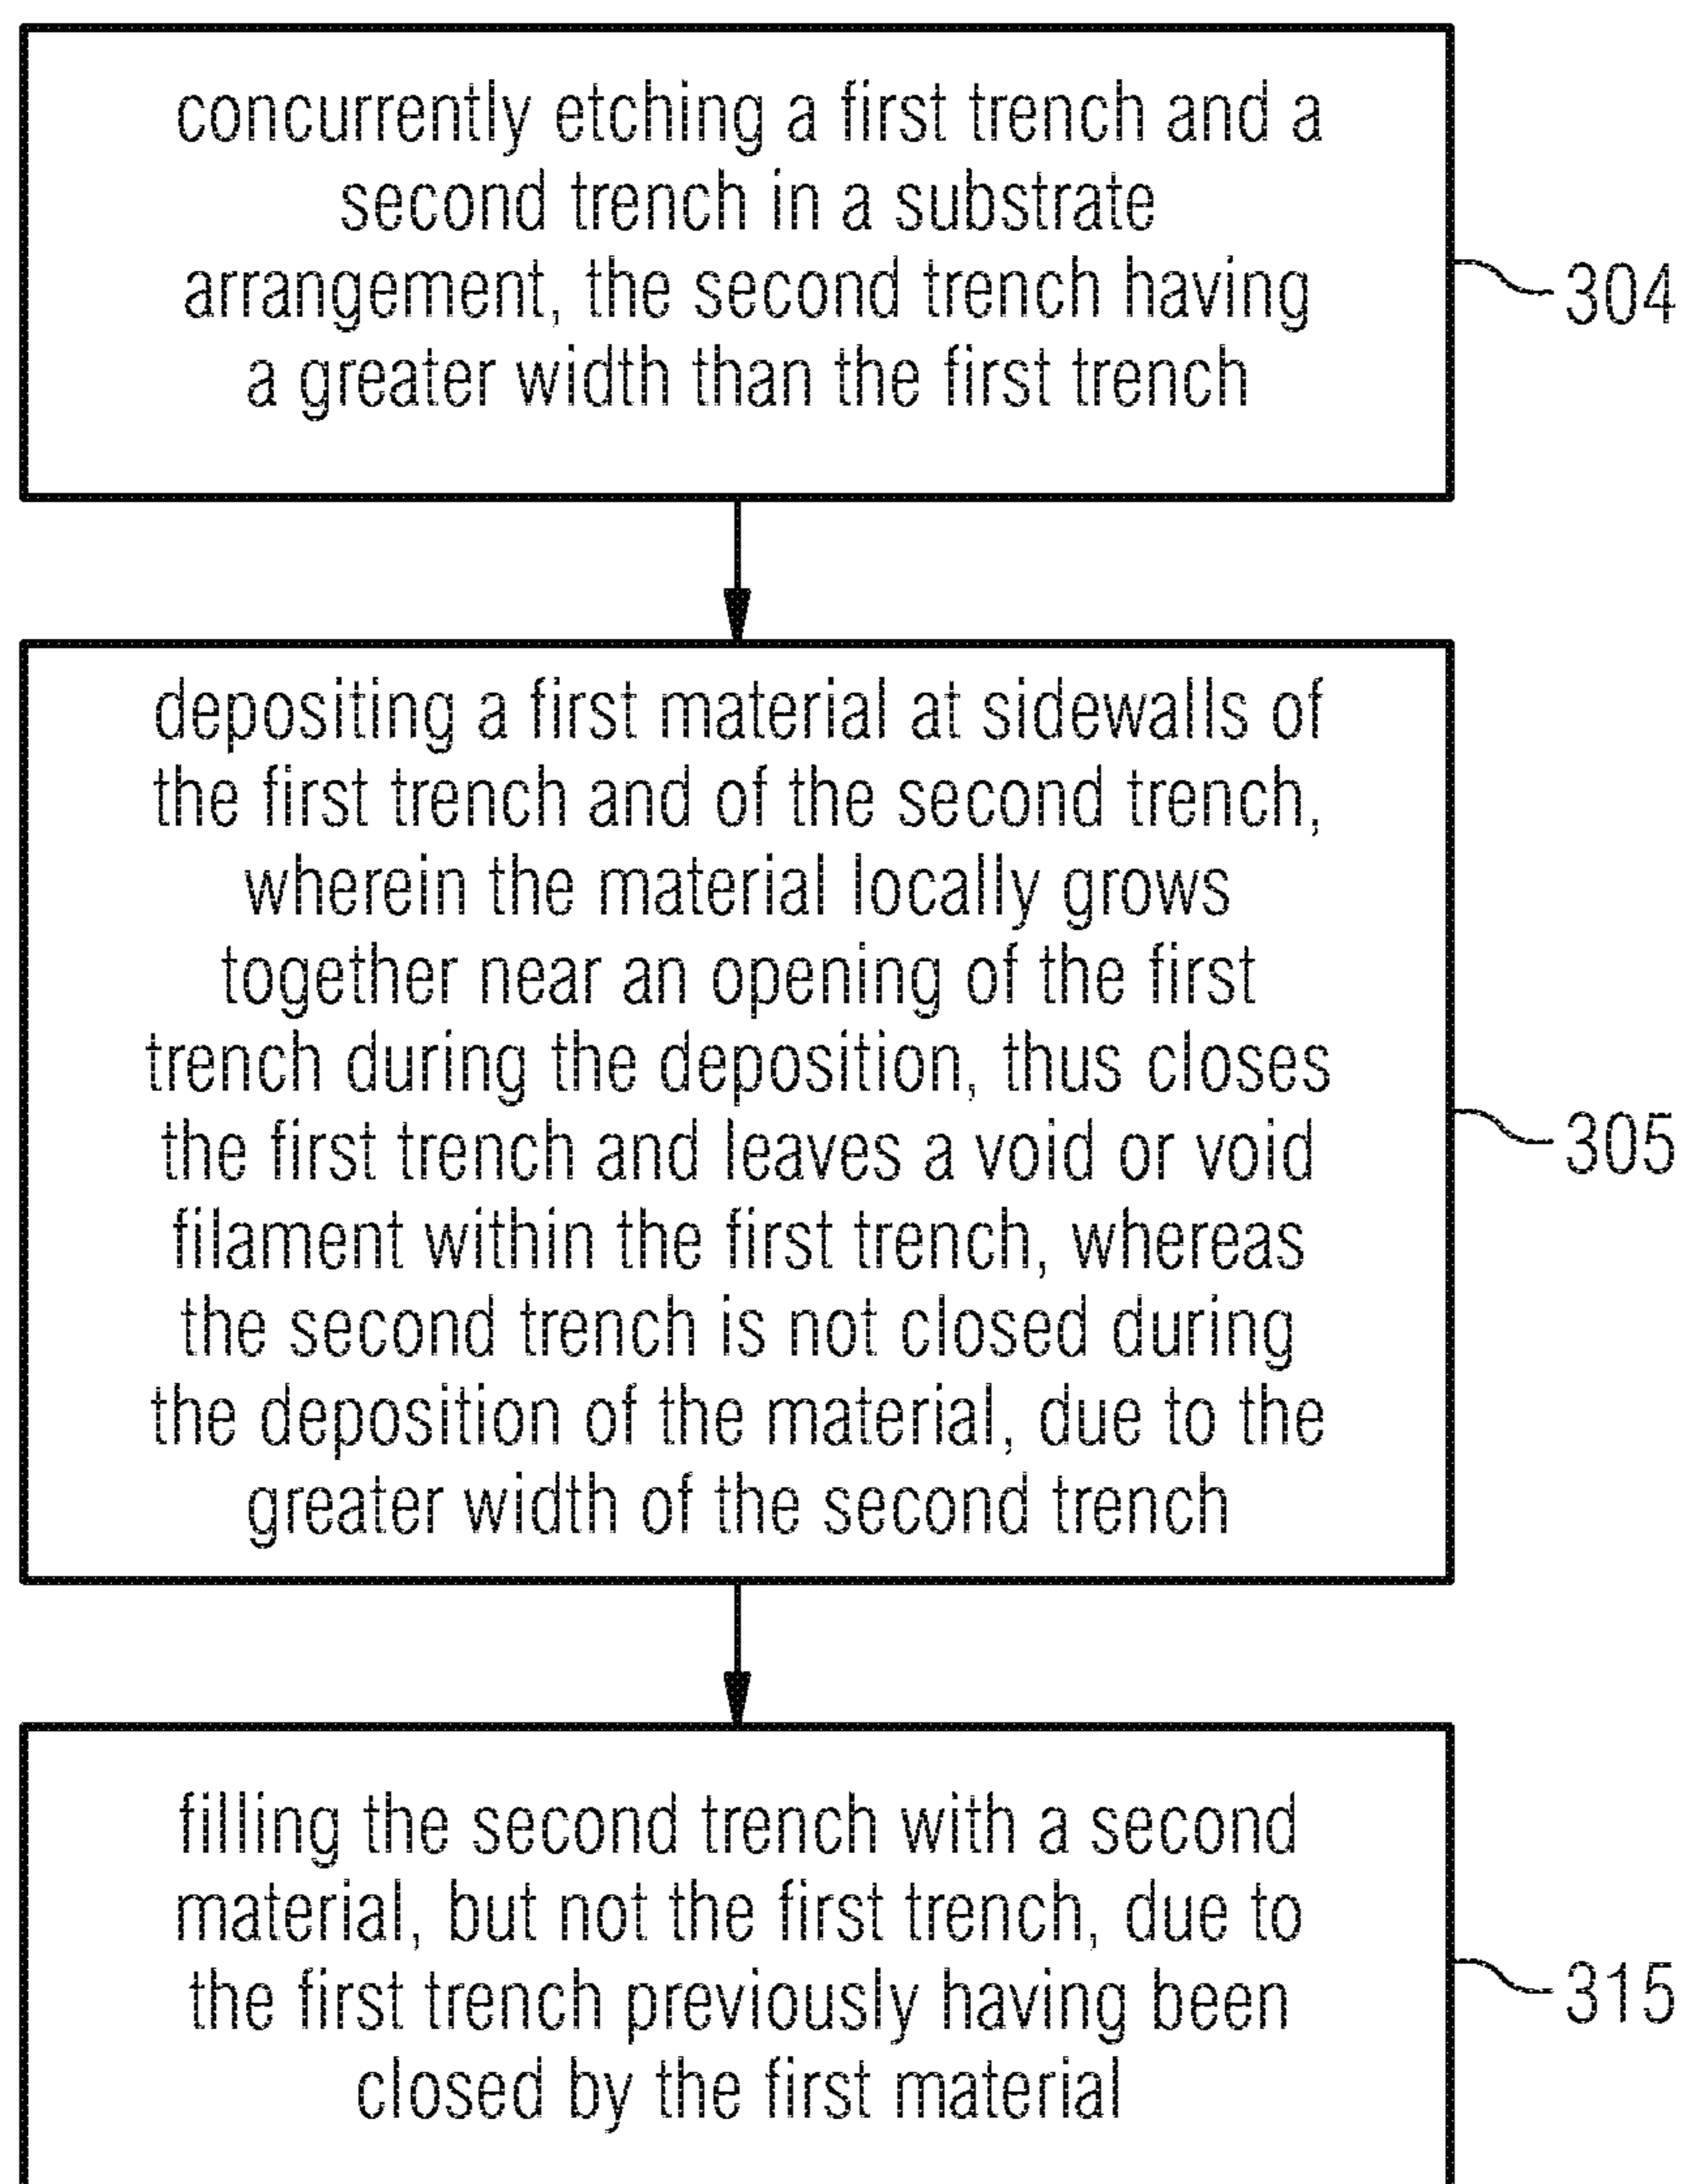 concurrently etching a first trench and a
second trench in a substrate
arrangement, the second trench having
a greater width than the first trench
304
depositing a first material at sidewalls of
the first trench and of the second trench,
wherein the material locally grows
together near an opening of the first
trench during the deposition, thus closes
the first trench and leaves a void or void
filament within the first trench, whereas
the second trench is not closed during
the deposition of the material, due to the
greater width of the second trench
305
filling the second trench with a second
material, but not the first trench, due to
the first trench previously having been
closed by the first material
315